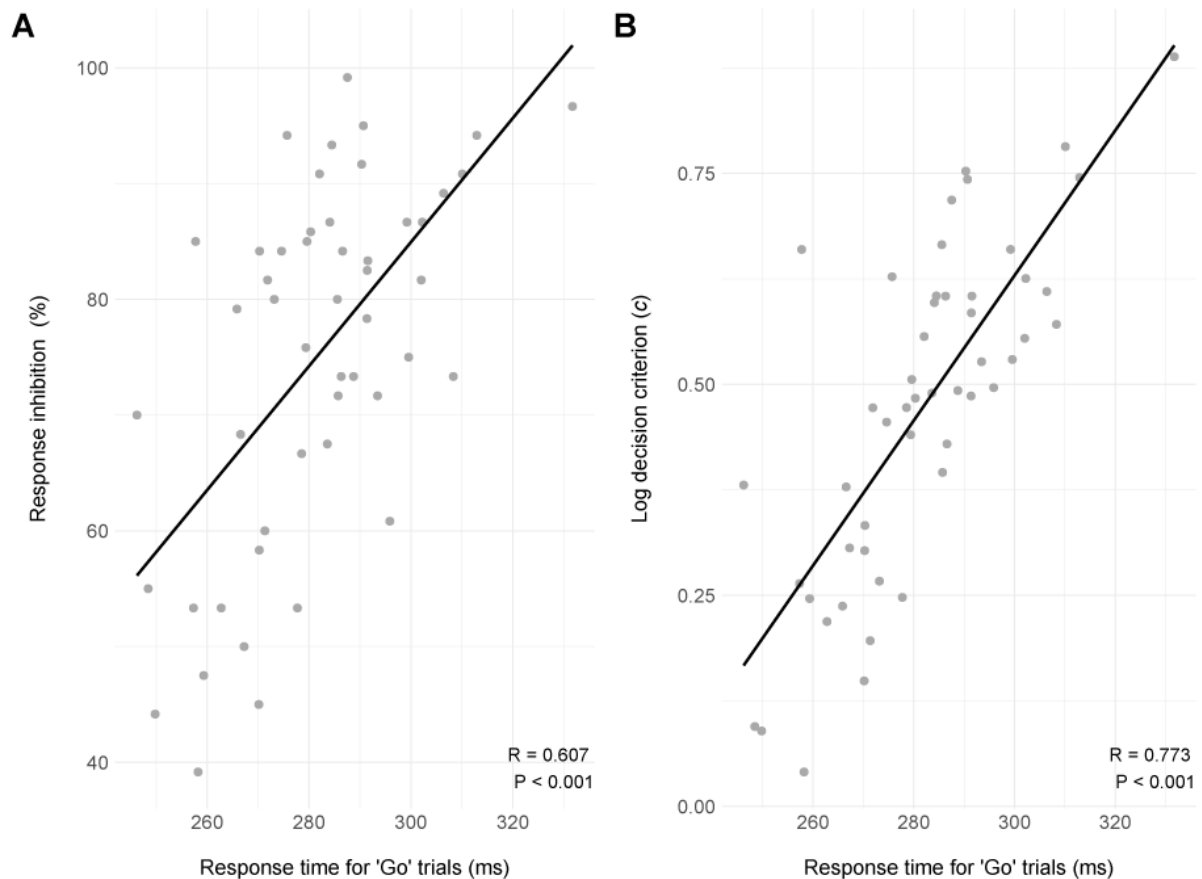 A
Response inhibition (%)
100
80
60
40
R = 0.607
P < 0.001
260 280 300 320
Response time for 'Go' trials (ms)
B
Log decision criterion (c)
0.75
0.50
0.25
0.00
R = 0.773
P < 0.001
260 280 300 320
Response time for 'Go' trials (ms)